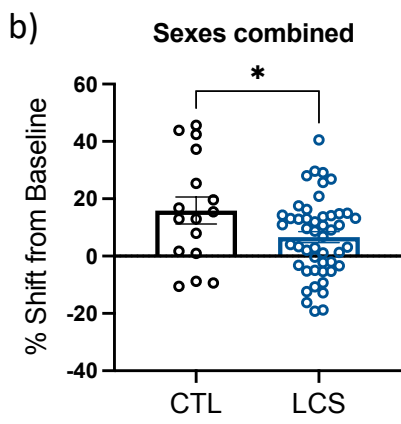 b)
Sexes combined
*
% Shift from Baseline
60
40
20
0
-20
-40
CTL
LCS